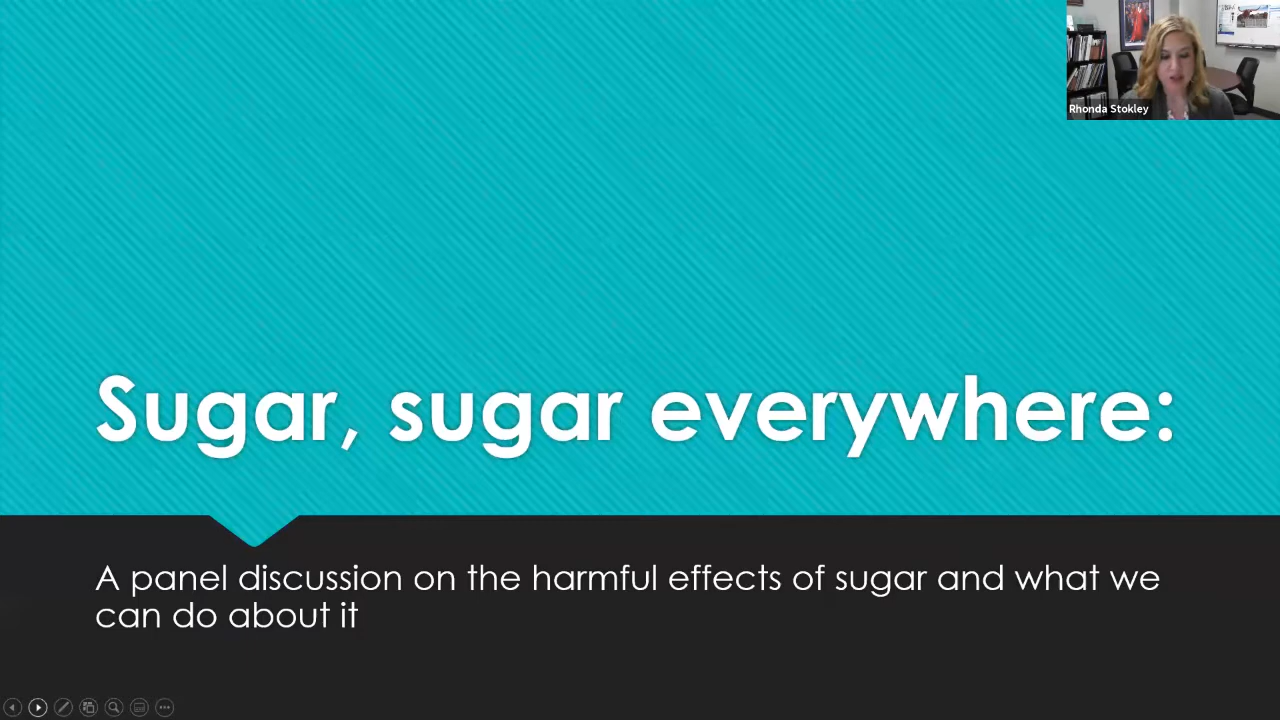 Rhonda Stokley
Sugar, sugar everywhere:
A panel discussion on the harmful effects of sugar and what we
can do about it